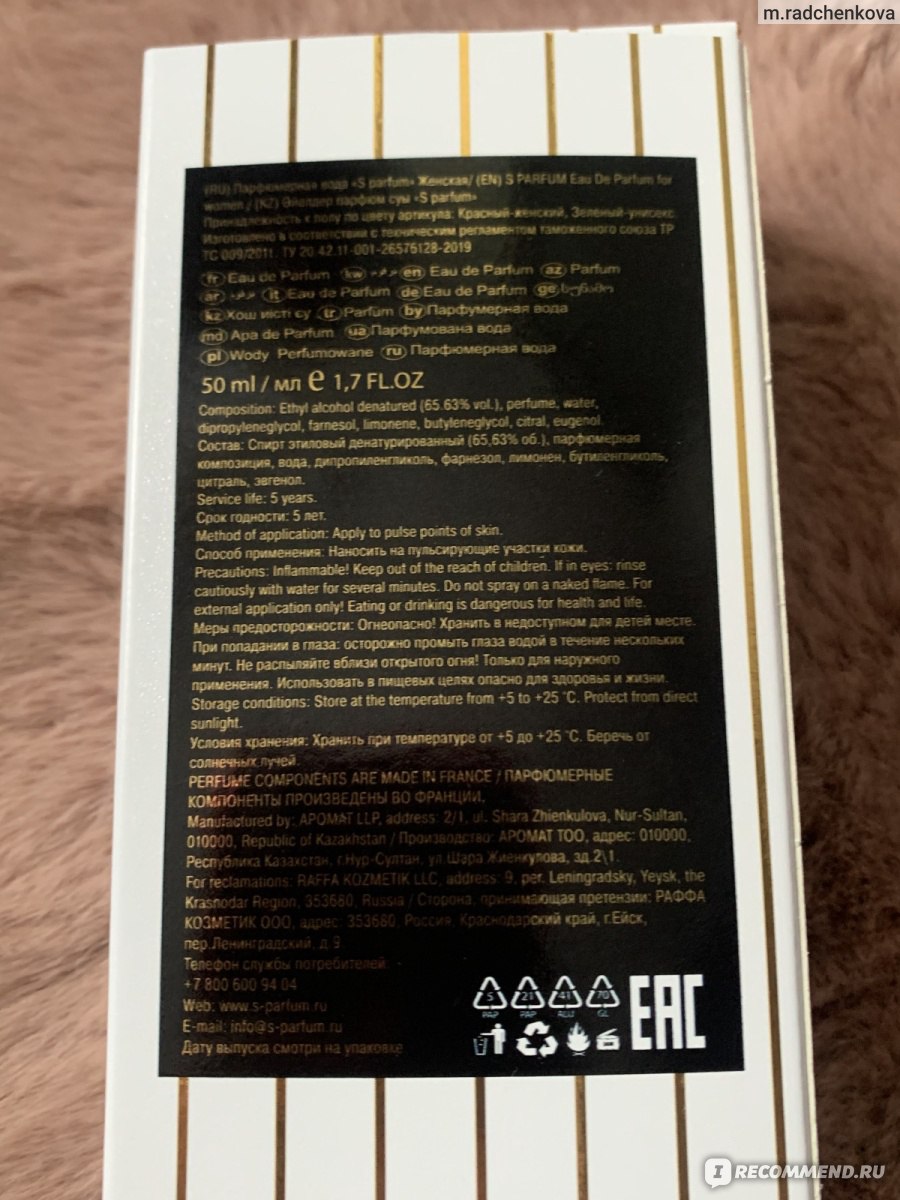 m.radchenkova
(RU) Парфюмерная вода «S parfum» Женская/ (EN) S PARFUM Eau De Parfum for
women / (KZ) Әйелдер парфюм суы «S parfum»
Принадлежность к полу по цвету артикула: Красный-женский, Зеленый-унисекс
Изготовлено в соответствии с техническим регламентом таможенного союза ТР
ТС 009/2011. ТУ 20.42.11-001-26576128-2019
fr Eau de Parfum kw en Eau de Parfum az Parfum
ar it Eau de Parfum de Eau de Parfum ge სუნამო
kz Хош иісті су tr Parfum by Парфумерная вода
md Apa de Parfum ua Парфумована вода
pl Wody Perfumowane ru Парфюмерная вода
50 ml / мл e 1,7 FL.OZ
Composition: Ethyl alcohol denatured (65.63% vol.), perfume, water,
dipropyleneglycol, farnesol, limonene, butyleneglycol, citral, eugenol.
Состав: Спирт этиловый денатурированный (65,63% об.), парфюмерная
композиция, вода, дипропиленгликоль, фарнезол, лимонен, бутиленгликоль,
цитраль, эвгенол.
Service life: 5 years.
Срок годности: 5 лет.
Method of application: Apply to pulse points of skin.
Способ применения: Наносить на пульсирующие участки кожи.
Precautions: Inflammable! Keep out of the reach of children. If in eyes: rinse
cautiously with water for several minutes. Do not spray on a naked flame. For
external application only! Eating or drinking is dangerous for health and life.
Меры предосторожности: Огнеопасно! Хранить в недоступном для детей месте.
При попадании в глаза: осторожно промыть глаза водой в течение нескольких
минут. Не распыляйте вблизи открытого огня! Только для наружного
применения. Использовать в пищевых целях опасно для здоровья и жизни.
Storage conditions: Store at the temperature from +5 to +25 °C. Protect from direct
sunlight.
Условия хранения: Хранить при температуре от +5 до +25 °C. Беречь от
солнечных лучей.
PERFUME COMPONENTS ARE MADE IN FRANCE / ПАРФЮМЕРНЫЕ
КОМПОНЕНТЫ ПРОИЗВЕДЕНЫ ВО ФРАНЦИИ.
Manufactured by: АРОМАТ LLP, address: 2/1, ul. Shara Zhienkulova, Nur-Sultan,
010000, Republic of Kazakhstan / Производство: АРОМАТ ТОО, адрес: 010000,
Республика Казахстан, г.Нур-Султан, ул.Шара Жиенкулова, зд.2\1.
For reclamations: RAFFA KOZMETIK LLC, address: 9, per. Leningradsky, Yeysk, the
Krasnodar Region, 353680, Russia / Сторона, принимающая претензии: РАФФА
КОЗМЕТИК ООО, адрес: 353680, Россия, Краснодарский край, г.Ейск,
пер.Ленинградский, д.9
Телефон службы потребителей:
+7 800 600 94 04
Web: www.s-parfum.ru
E-mail: info@s-parfum.ru
Дату выпуска смотри на упаковке
5 21 41 70
PAP PAP ALU GL
EAC
IRECOMMEND.RU